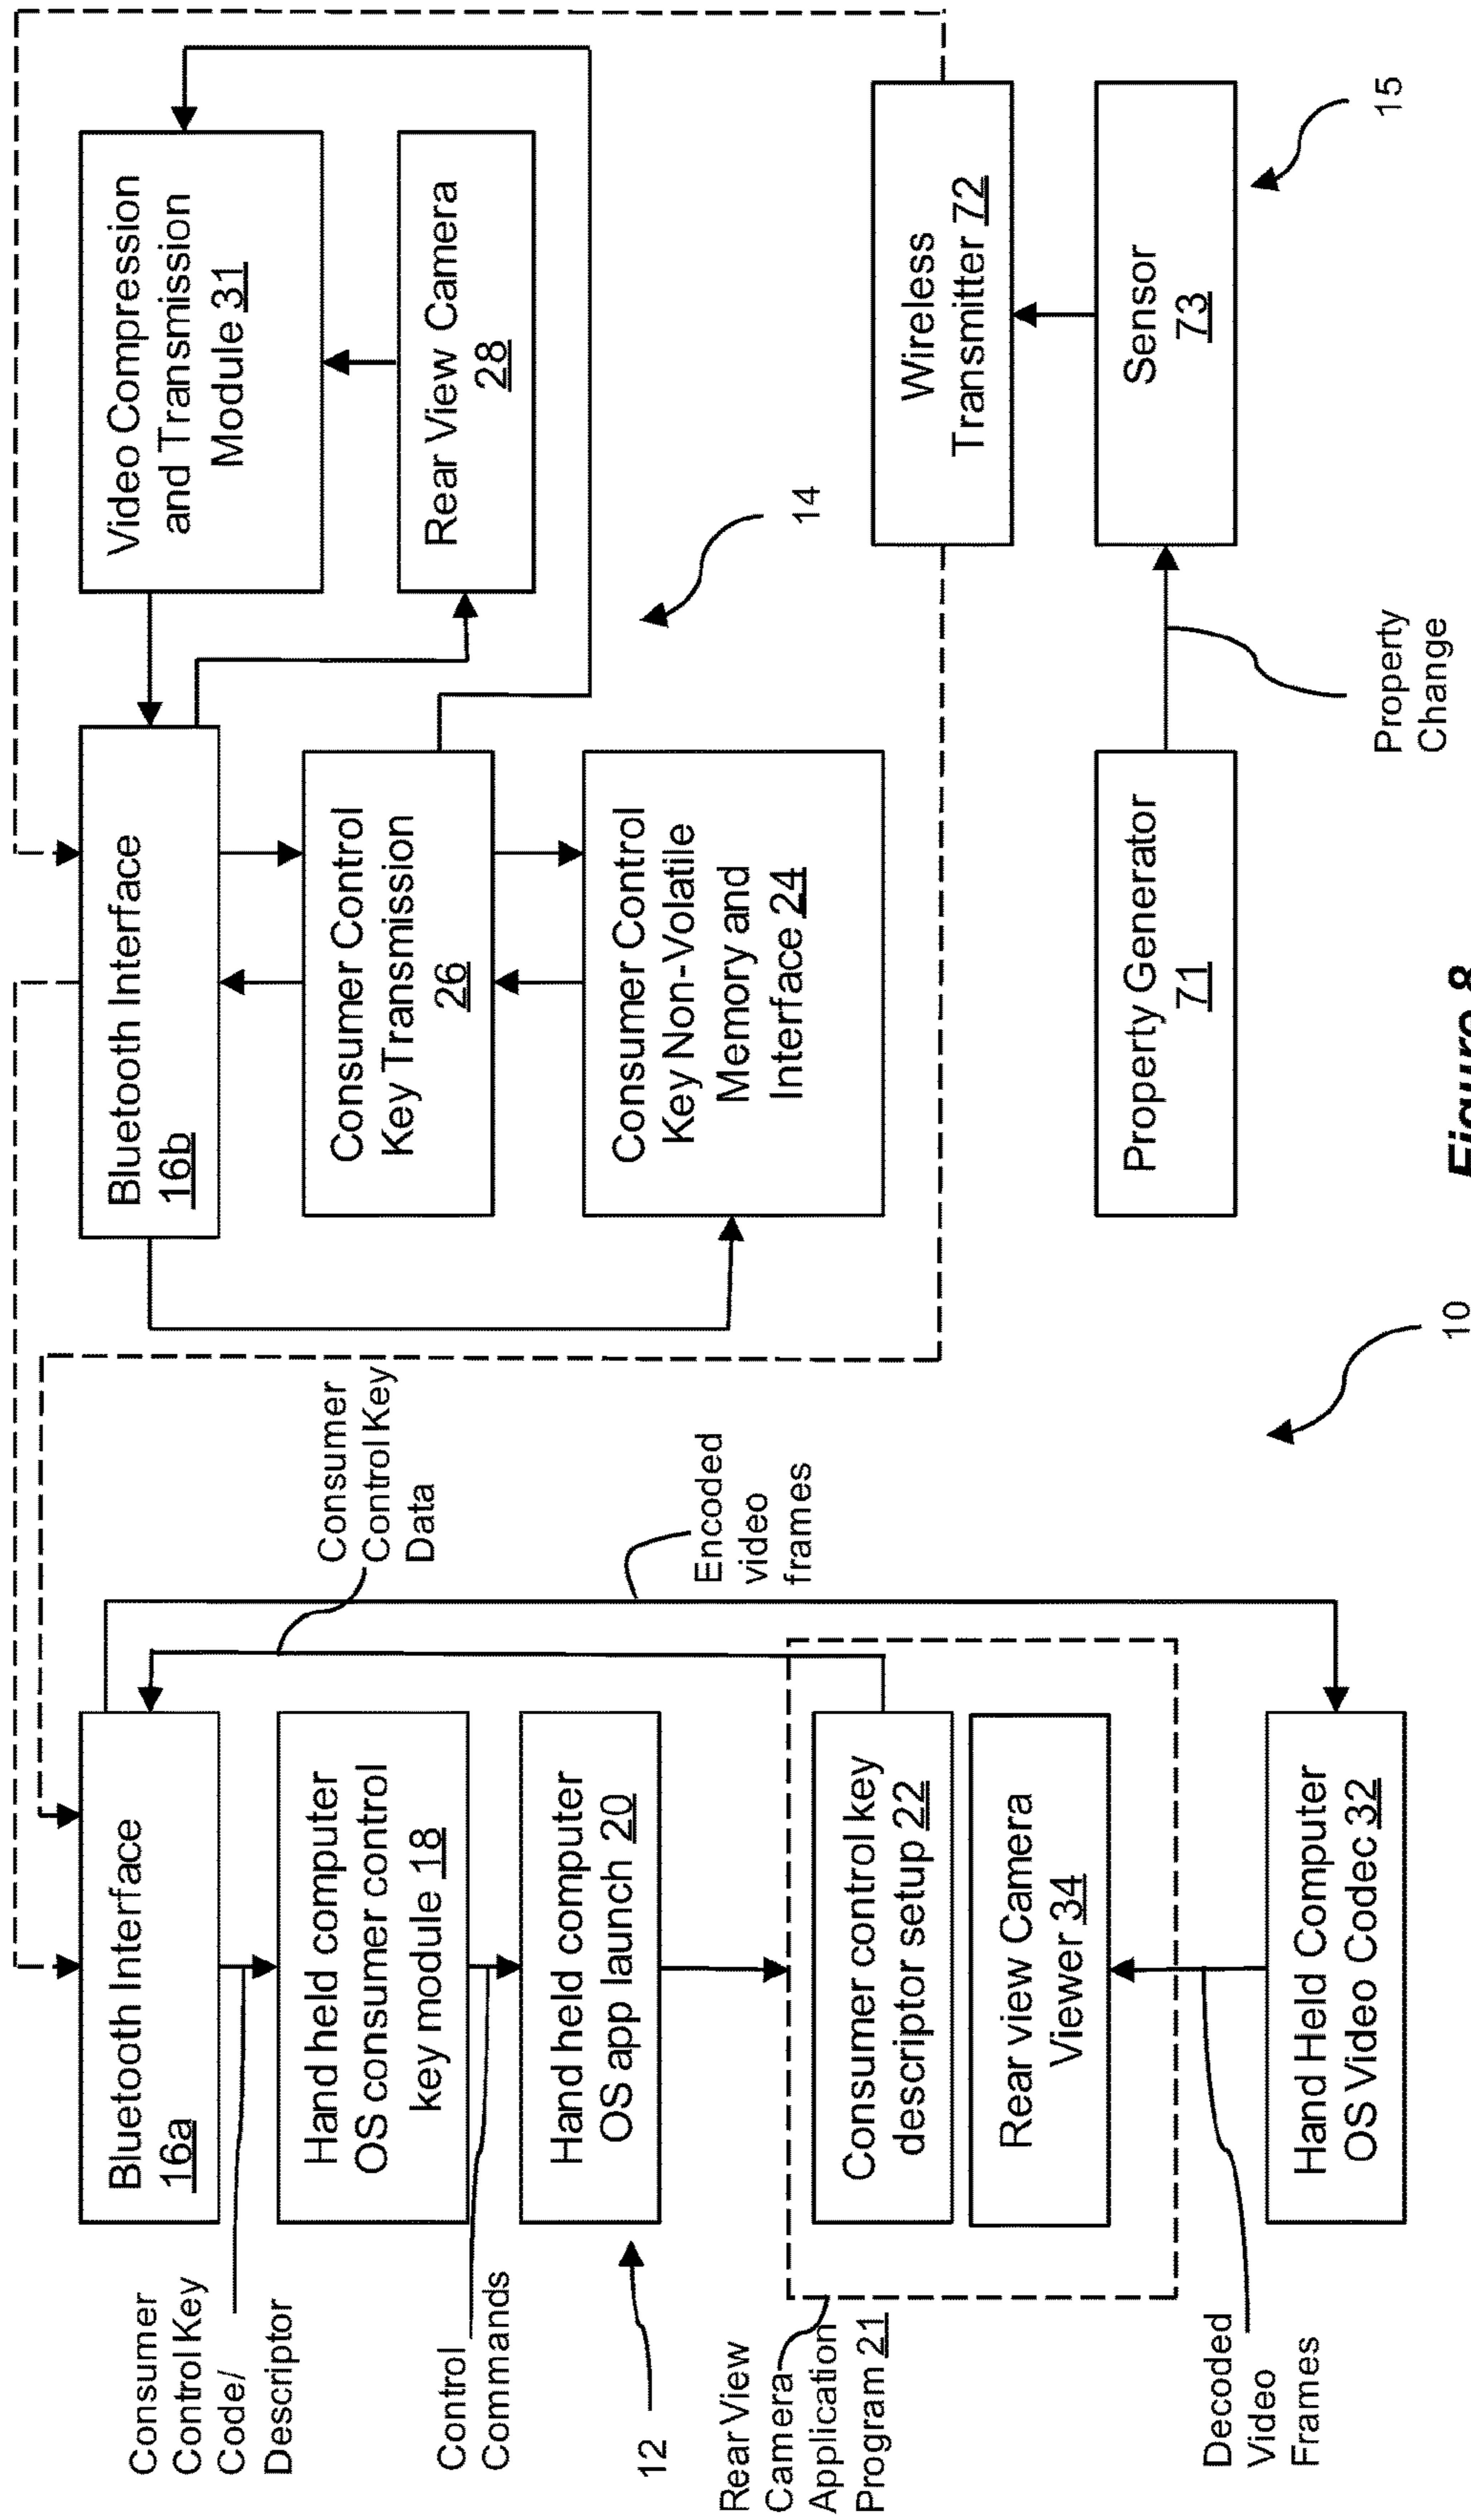 Consumer
Control Key
Code/
Descriptor
Bluetooth Interface
16a
Hand held computer
OS consumer control
key module 18
Control
Commands
Hand held computer
OS app launch 20
12
Rear View
Camera
Application
Program 21
Consumer control key
descriptor setup 22
Rear view Camera
Viewer 34
Decoded
Video
Frames
Hand Held Computer
OS Video Codec 32
Consumer
Control Key
Data
Encoded
video
frames
10
Bluetooth Interface
16b
Consumer Control
Key Transmission
26
Consumer Control
Key Non-Volatile
Memory and
Interface 24
Video Compression
and Transmission
Module 31
Rear View Camera
28
14
Wireless
Transmitter 72
Sensor
73
15
Property Generator
71
Property
Change
Figure 8